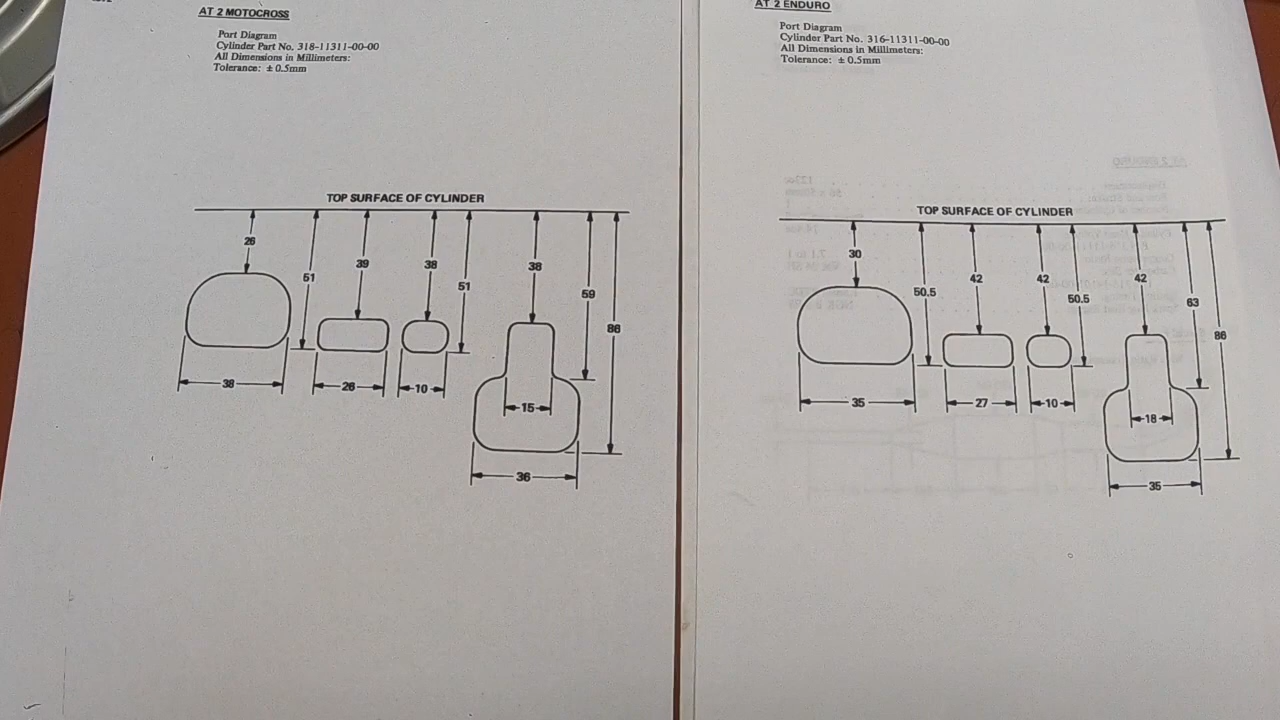 AT 2 MOTOCROSS
Port Diagram
Cylinder Part No. 318-11311-00-00
All Dimensions in Millimeters:
Tolerance: ± 0.5mm
TOP SURFACE OF CYLINDER
26
51
39
38
51
38
59
86
38
26
10
15
36
AT 2 ENDURO
Port Diagram
Cylinder Part No. 316-11311-00-00
All Dimensions in Millimeters:
Tolerance: ± 0.5mm
TOP SURFACE OF CYLINDER
30
50.5
42
42
50.5
42
63
86
35
27
10
18
35